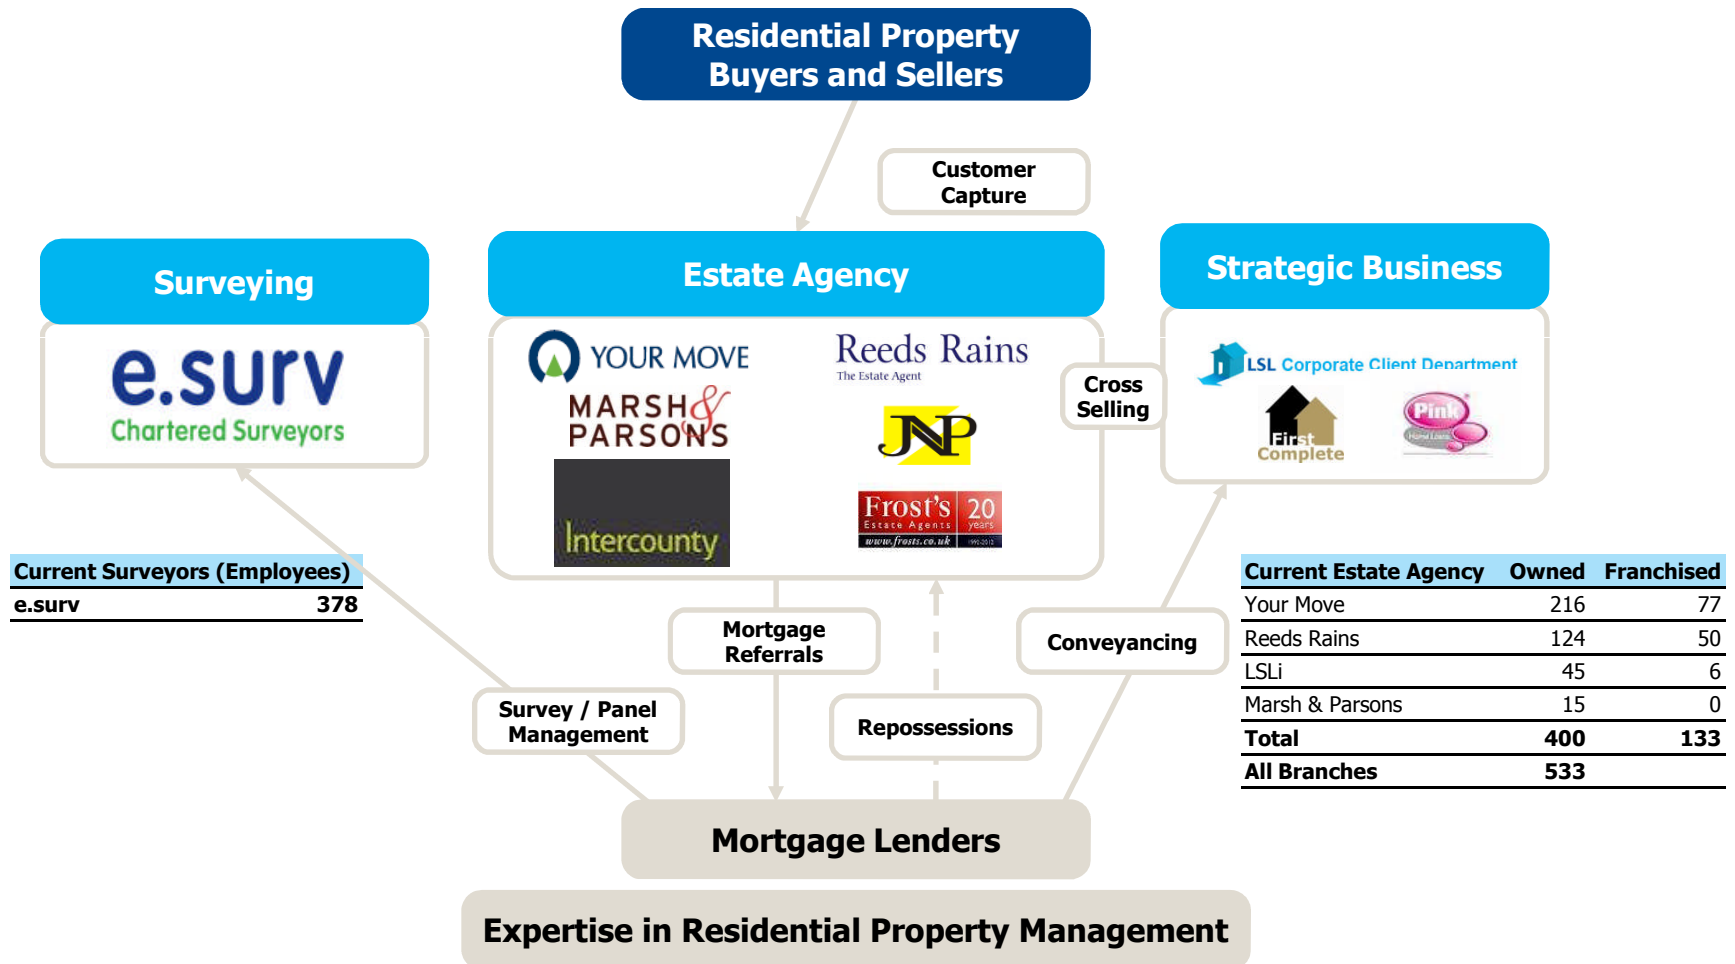 Residential Property
Buyers and Sellers
Customer
Capture
Surveying
Estate Agency
Strategic Business
e.surv
Chartered Surveyors
YOUR MOVE
Reeds Rains
The Estate Agent
MARSH &
PARSONS
JNP
Intercounty
Frost's
Estate Agents
www.frosts.co.uk
20
years
1992-2012
Cross
Selling
LSL Corporate Client Department
First
Complete
Pink
Home Loans
Current Surveyors (Employees)
e.surv 378
Mortgage
Referrals
Survey / Panel
Management
Repossessions
Conveyancing
Current Estate Agency Owned Franchised
Your Move 216 77
Reeds Rains 124 50
LSLi 45 6
Marsh & Parsons 15 0
Total 400 133
All Branches 533
Mortgage Lenders
Expertise in Residential Property Management